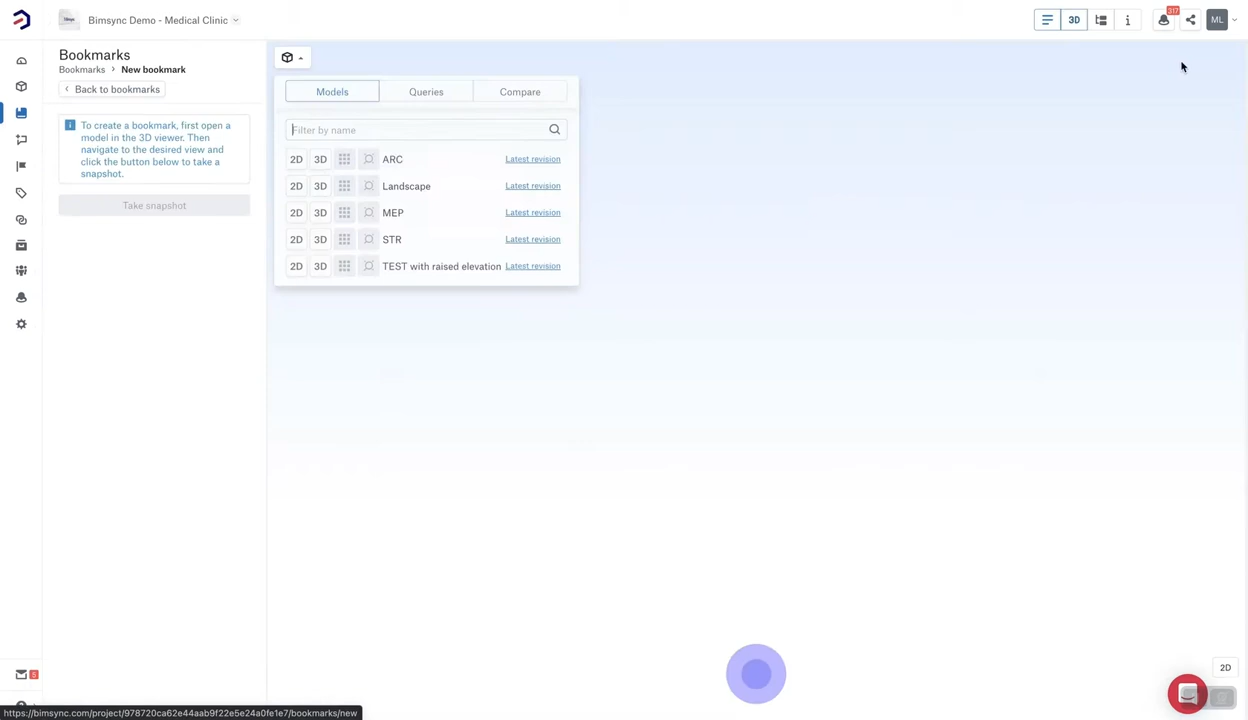 Bimsync Demo - Medical Clinic
3D
317
ML
Bookmarks
Bookmarks > New bookmark
Back to bookmarks
To create a bookmark, first open a
model in the 3D viewer. Then
navigate to the desired view and
click the button below to take a
snapshot.
Take snapshot
Models Queries Compare
Filter by name
2D 3D ARC Latest revision
2D 3D Landscape Latest revision
2D 3D MEP Latest revision
2D 3D STR Latest revision
2D 3D TEST with raised elevation Latest revision
2D
5
https://bimsync.com/project/978720ca62e44aab9f22e5e24a0fe1e7/bookmarks/new